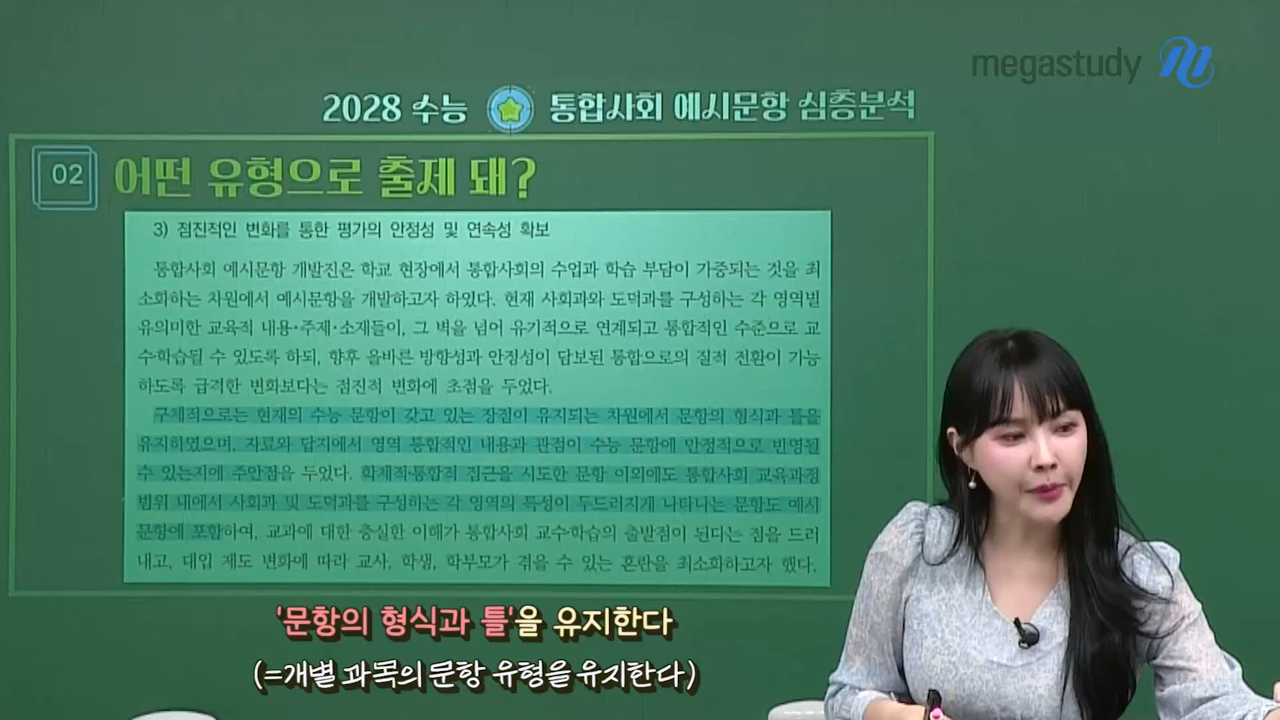 megastudy
2028 수능 통합사회 예시문항 심층분석
02 어떤 유형으로 출제 돼?
3) 점진적인 변화를 통한 평가의 안정성 및 연속성 확보
통합사회 예시문항 개발진은 학교 현장에서 통합사회의 수업과 학습 부담이 가중되는 것을 최
소화하는 차원에서 예시문항을 개발하고자 하였다. 현재 사회과와 도덕과를 구성하는 각 영역별
유의미한 교육적 내용·주제·소재들이, 그 벽을 넘어 유기적으로 연계되고 통합적인 수준으로 교
수학습될 수 있도록 하되, 향후 올바른 방향성과 안정성이 담보된 통합으로의 질적 전환이 가능
하도록 급격한 변화보다는 점진적 변화에 초점을 두었다.
구체적으로는 현재의 수능 문항이 갖고 있는 장점이 유지되는 차원에서 문항의 형식과 틀을
유지하였으며, 자료와 답지에서 영역 통합적인 내용과 관점이 수능 문항에 안정적으로 반영될
수 있는지에 주안점을 두었다. 학제적·통합적 접근을 시도한 문항 이외에도 통합사회 교육과정
범위 내에서 사회과 및 도덕과를 구성하는 각 영역의 특성이 두드러지게 나타나는 문항도 예시
문항에 포함하여, 교과에 대한 충실한 이해가 통합사회 교수학습의 출발점이 된다는 점을 드러
내고, 대입 제도 변화에 따라 교사, 학생, 학부모가 겪을 수 있는 혼란을 최소화하고자 했다.
'문항의 형식과 틀'을 유지한다
(=개별 과목의 문항 유형을 유지한다)